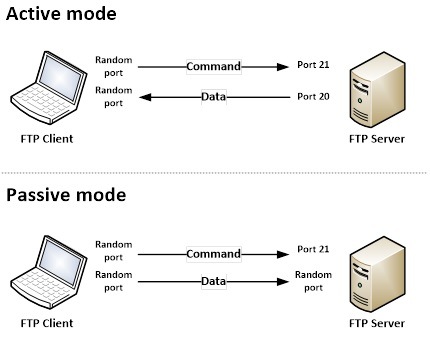 Active mode
Random port
Command
Port 21
Random port
Data
Port 20
FTP Client
FTP Server
Passive mode
Random port
Command
Port 21
Random port
Data
Random port
FTP Client
FTP Server